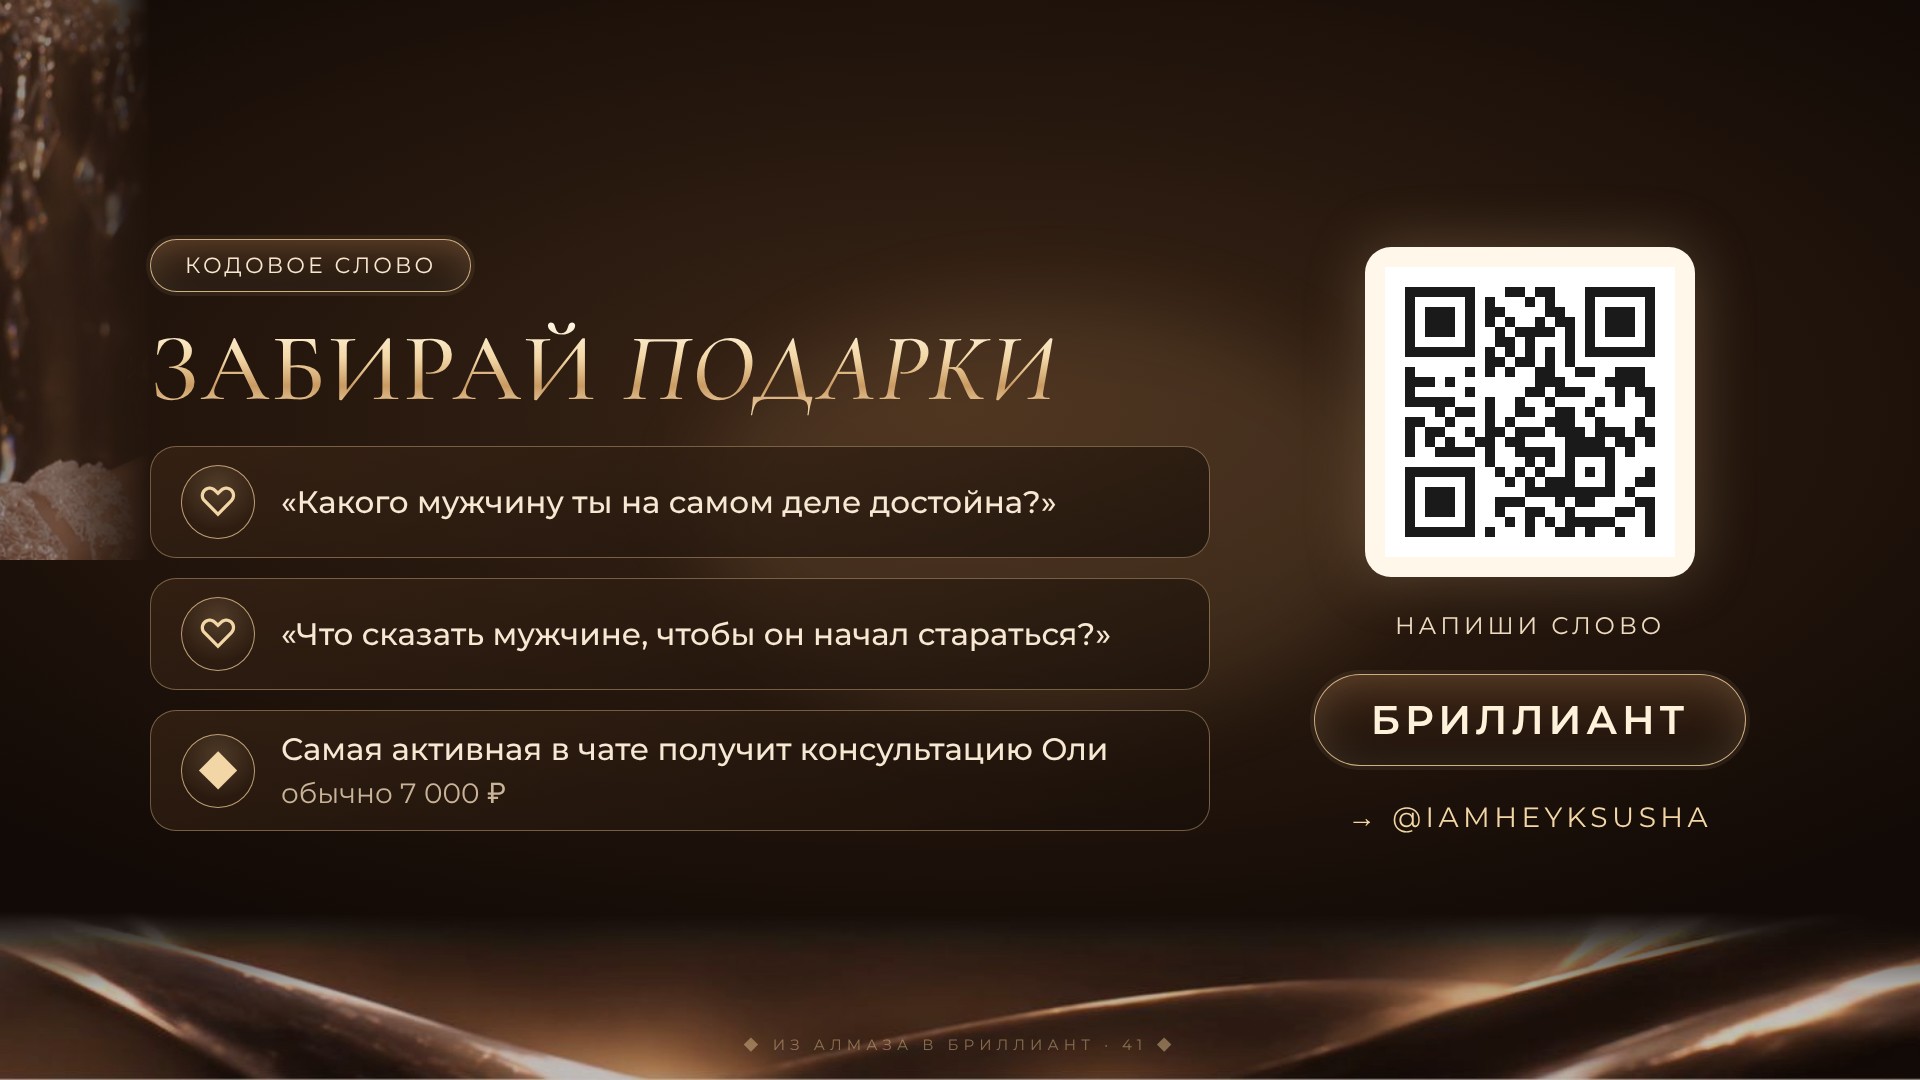 КОДОВОЕ СЛОВО
ЗАБИРАЙ ПОДАРКИ
«Какого мужчину ты на самом деле достойна?»
«Что сказать мужчине, чтобы он начал стараться?»
Самая активная в чате получит консультацию Оли
обычно 7 000 ₽
НАПИШИ СЛОВО
БРИЛЛИАНТ
→ @IAMHEYKSUSHA
◆ ИЗ АЛМАЗА В БРИЛЛИАНТ · 41 ◆